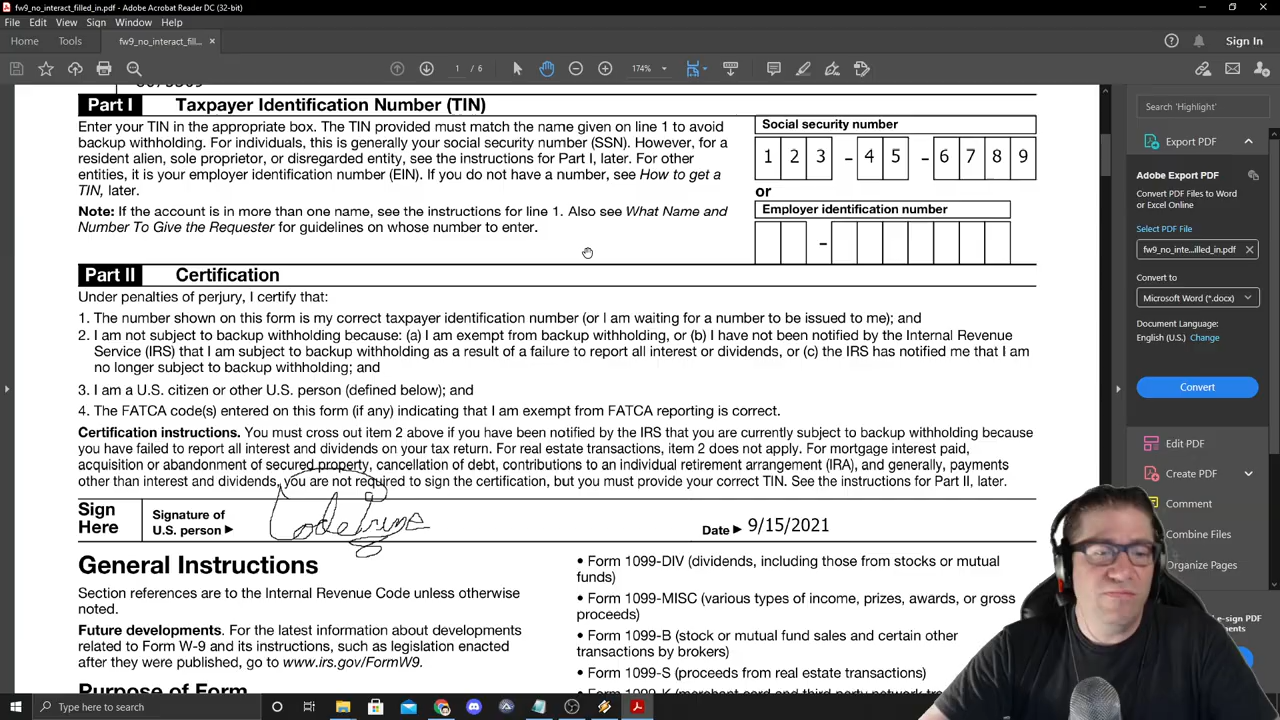 fw9_no_interact_filled_in.pdf - Adobe Acrobat Reader DC (32-bit)
File Edit View Sign Window Help
Home Tools fw9_no_interact_fill... × Sign In
1 / 6 174%
Part I Taxpayer Identification Number (TIN)
Enter your TIN in the appropriate box. The TIN provided must match the name given on line 1 to avoid
backup withholding. For individuals, this is generally your social security number (SSN). However, for a
resident alien, sole proprietor, or disregarded entity, see the instructions for Part I, later. For other
entities, it is your employer identification number (EIN). If you do not have a number, see How to get a
TIN, later.
Note: If the account is in more than one name, see the instructions for line 1. Also see What Name and
Number To Give the Requester for guidelines on whose number to enter.
Social security number
1 2 3 – 4 5 – 6 7 8 9
or
Employer identification number
–
Part II Certification
Under penalties of perjury, I certify that:
1. The number shown on this form is my correct taxpayer identification number (or I am waiting for a number to be issued to me); and
2. I am not subject to backup withholding because: (a) I am exempt from backup withholding, or (b) I have not been notified by the Internal Revenue
Service (IRS) that I am subject to backup withholding as a result of a failure to report all interest or dividends, or (c) the IRS has notified me that I am
no longer subject to backup withholding; and
3. I am a U.S. citizen or other U.S. person (defined below); and
4. The FATCA code(s) entered on this form (if any) indicating that I am exempt from FATCA reporting is correct.
Certification instructions. You must cross out item 2 above if you have been notified by the IRS that you are currently subject to backup withholding because
you have failed to report all interest and dividends on your tax return. For real estate transactions, item 2 does not apply. For mortgage interest paid,
acquisition or abandonment of secured property, cancellation of debt, contributions to an individual retirement arrangement (IRA), and generally, payments
other than interest and dividends, you are not required to sign the certification, but you must provide your correct TIN. See the instructions for Part II, later.
Sign
Here
Signature of
U.S. person ▶
Date ▶ 9/15/2021
General Instructions
Section references are to the Internal Revenue Code unless otherwise
noted.
Future developments. For the latest information about developments
related to Form W-9 and its instructions, such as legislation enacted
after they were published, go to www.irs.gov/FormW9.
Purpose of Form
• Form 1099-DIV (dividends, including those from stocks or mutual
funds)
• Form 1099-MISC (various types of income, prizes, awards, or gross
proceeds)
• Form 1099-B (stock or mutual fund sales and certain other
transactions by brokers)
• Form 1099-S (proceeds from real estate transactions)
Search 'Highlight'
Export PDF
Adobe Export PDF
Convert PDF Files to Word
or Excel Online
Select PDF File
fw9_no_inte...illed_in.pdf ×
Convert to
Microsoft Word (*.docx)
Document Language:
English (U.S.) Change
Convert
Edit PDF
Create PDF
Comment
Combine Files
Organize Pages
Type here to search